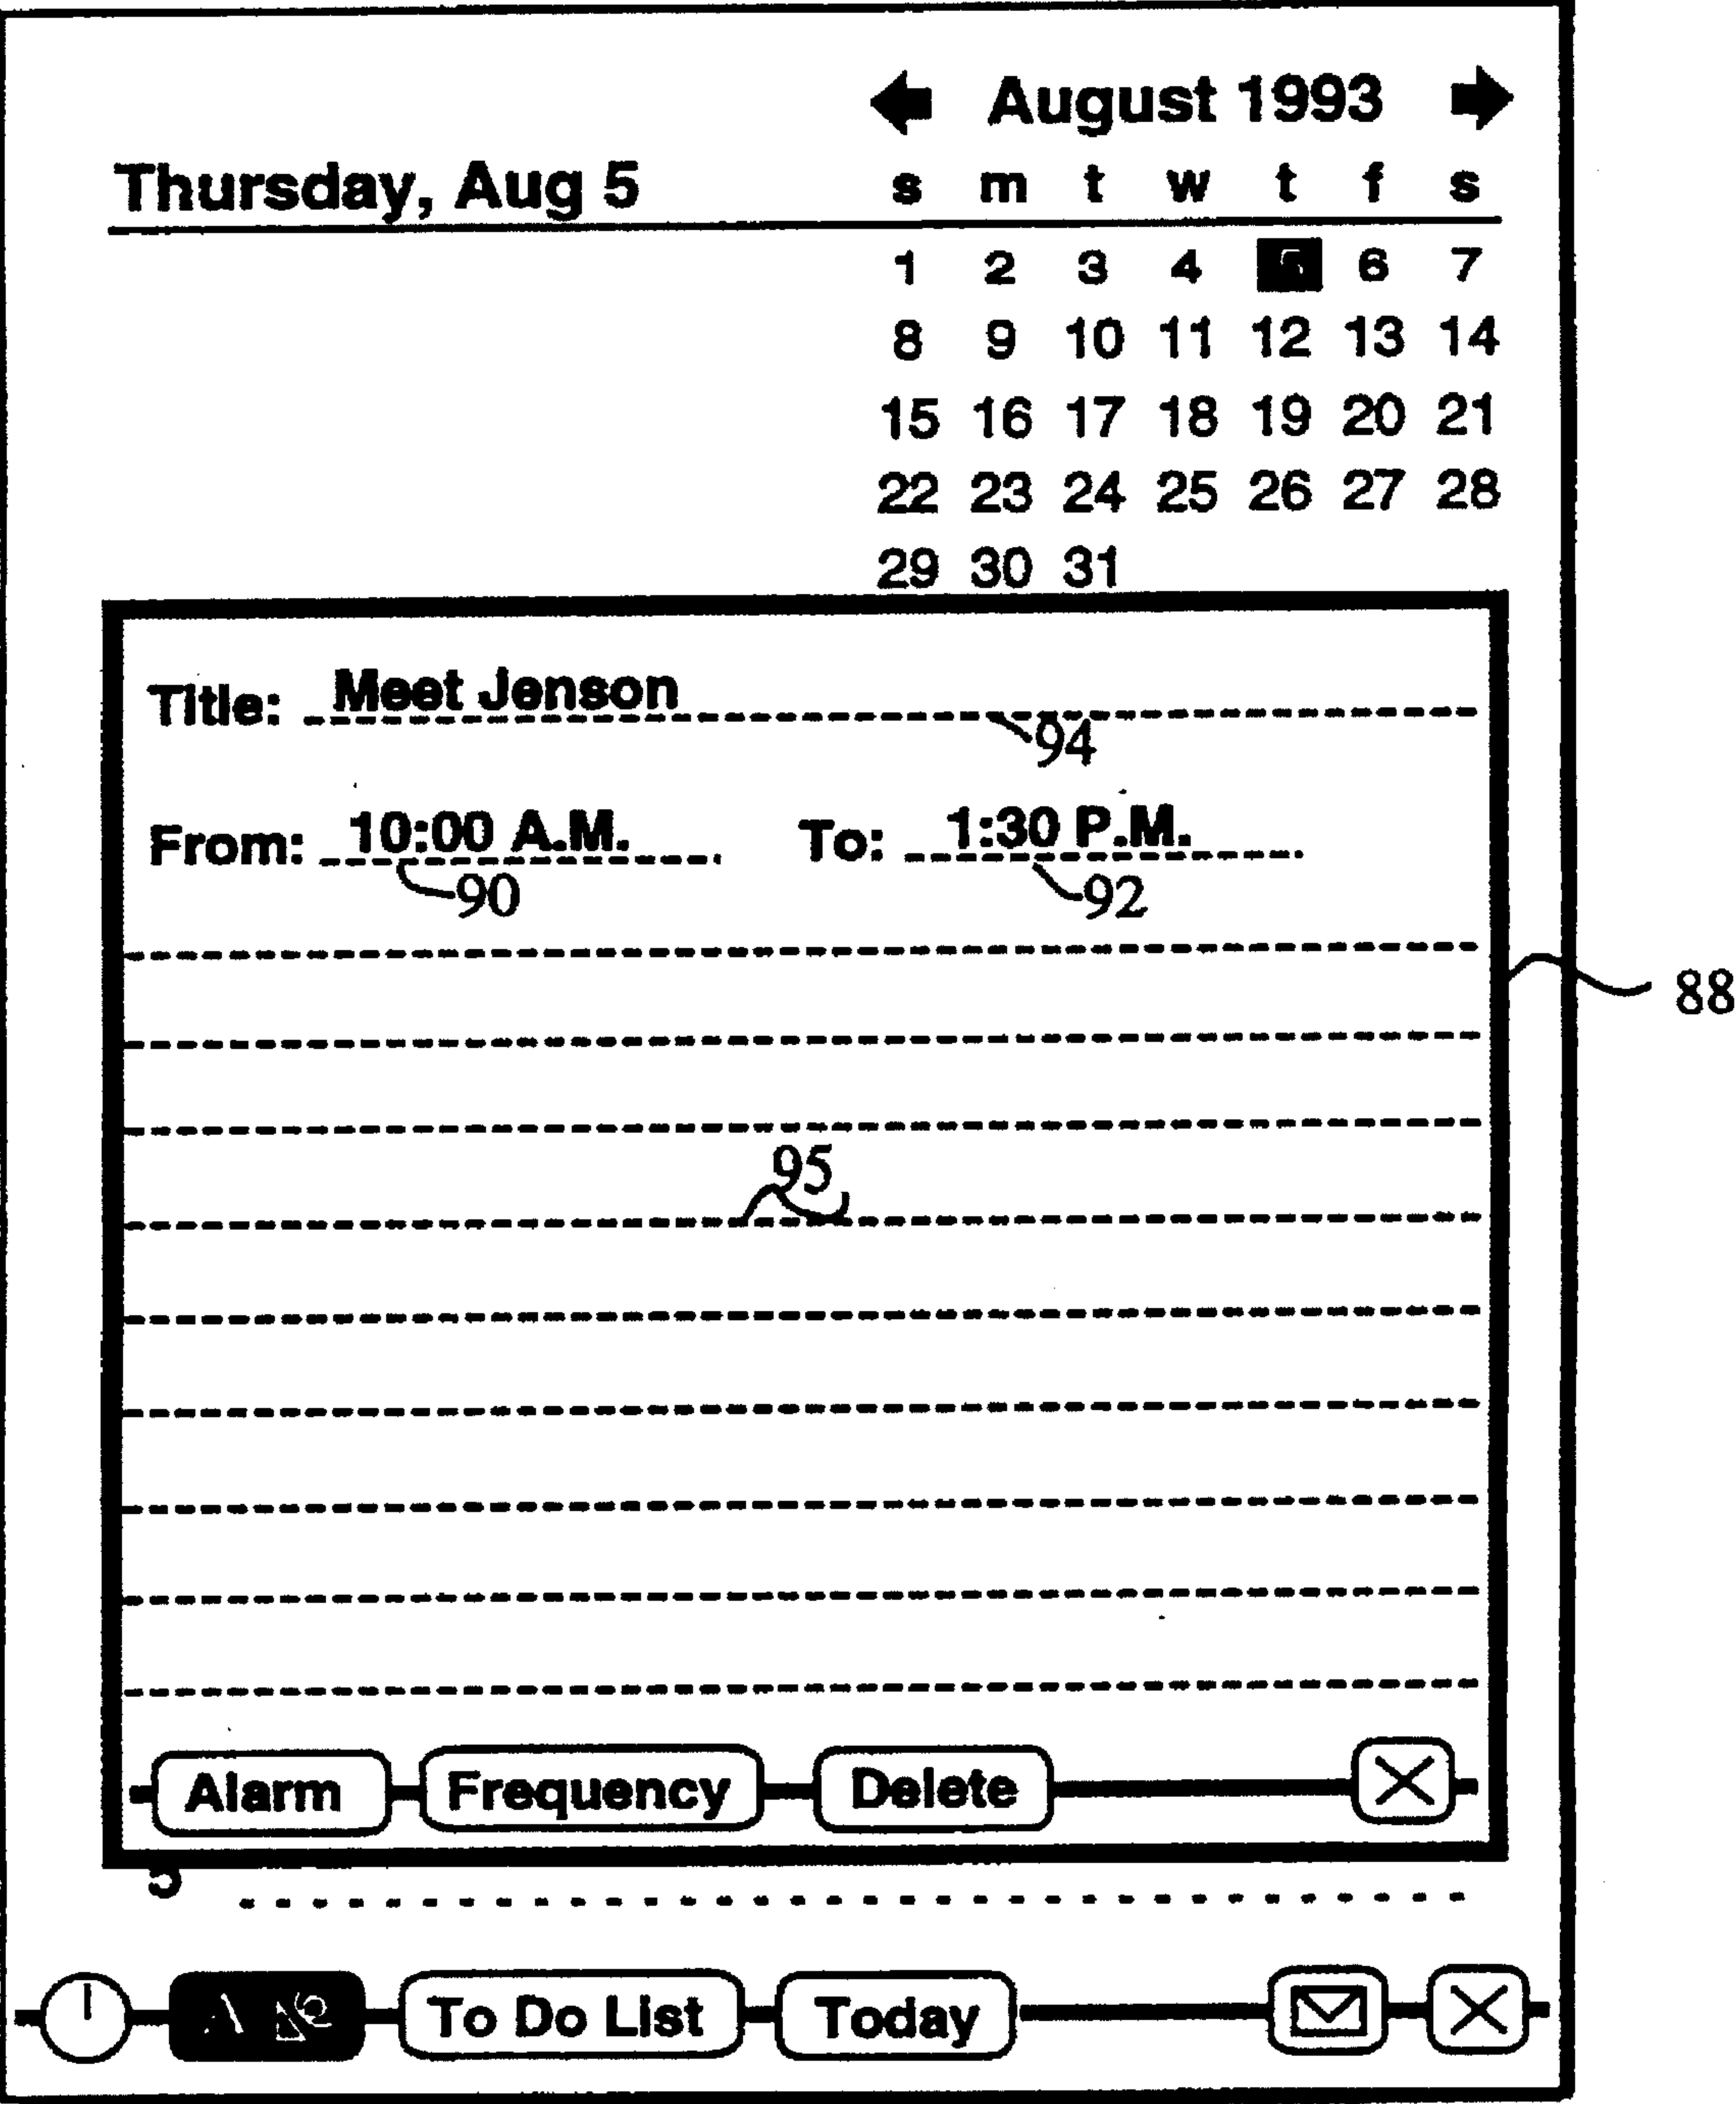 August 1993
Thursday, Aug 5 s m t w t f s
1 2 3 4 5 6 7
8 9 10 11 12 13 14
15 16 17 18 19 20 21
22 23 24 25 26 27 28
29 30 31
Title: Meet Jenson
94
From: 10:00 A.M. To: 1:30 P.M.
90 92
88
95
Alarm Frequency Delete
5
To Do List Today